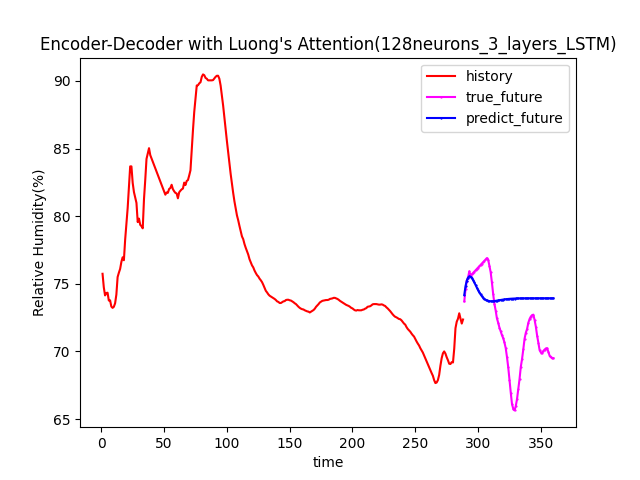 Encoder-Decoder with Luong's Attention(128neurons_3_layers_LSTM)
history
true_future
predict_future
Relative Humidity(%)
90
85
80
75
70
65
0
50
100
150
200
250
300
350
time